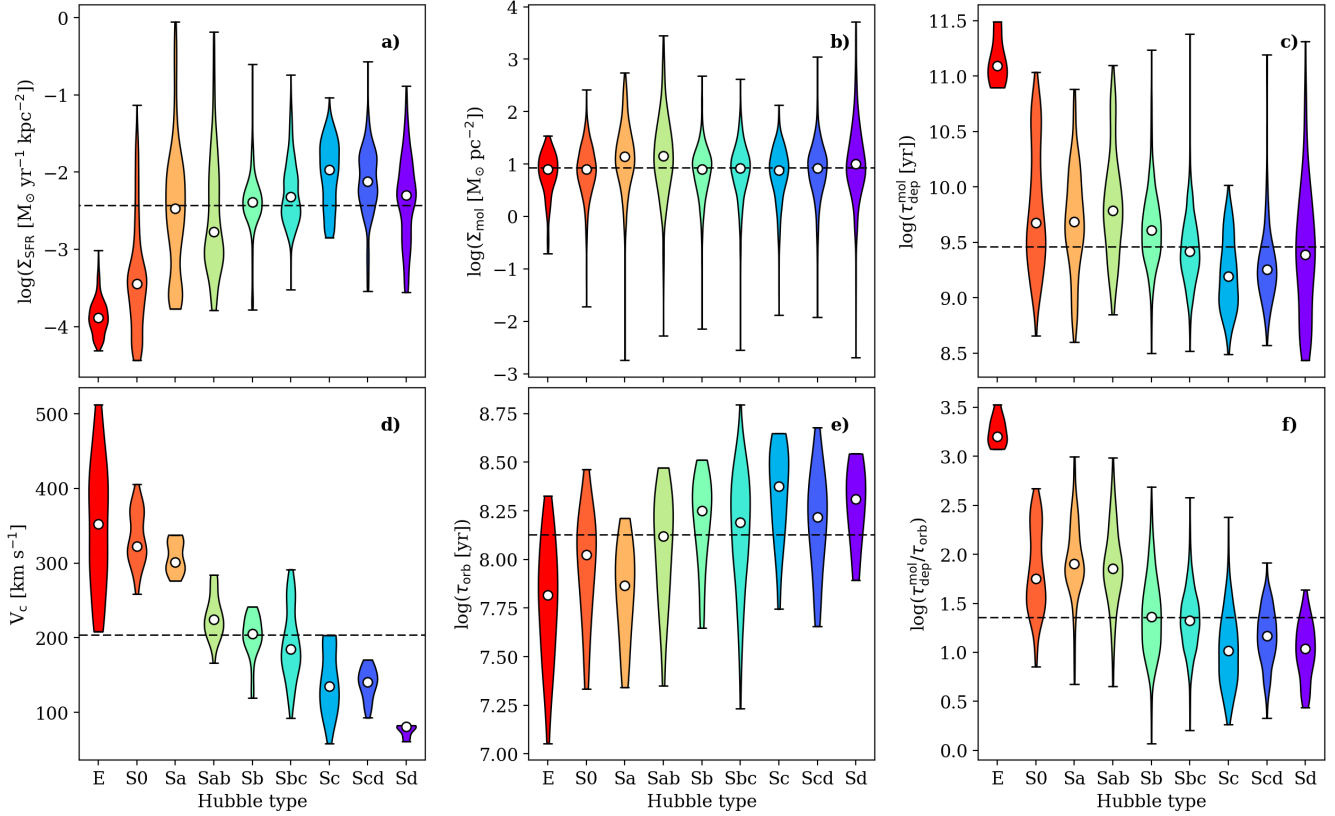 a)
log(Σ_SFR [M⊙ yr⁻¹ kpc⁻²])
0
−1
−2
−3
−4
b)
log(Σ_mol [M⊙ pc⁻²])
4
3
2
1
0
−1
−2
−3
c)
log(τ_dep^mol [yr])
11.5
11.0
10.5
10.0
9.5
9.0
8.5
d)
V_c [km s⁻¹]
500
400
300
200
100
E S0 Sa Sab Sb Sbc Sc Scd Sd
Hubble type
e)
log(τ_orb [yr])
8.75
8.50
8.25
8.00
7.75
7.50
7.25
7.00
E S0 Sa Sab Sb Sbc Sc Scd Sd
Hubble type
f)
log(τ_dep^mol/τ_orb)
3.5
3.0
2.5
2.0
1.5
1.0
0.5
0.0
E S0 Sa Sab Sb Sbc Sc Scd Sd
Hubble type